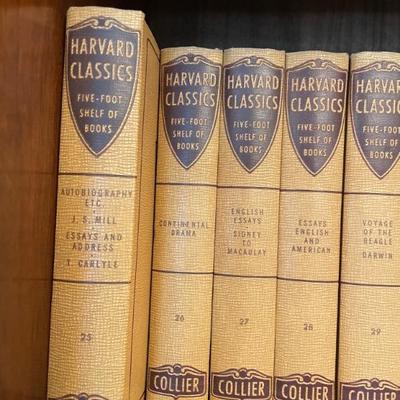 HARVARD
CLASSICS
FIVE-FOOT
SHELF OF
BOOKS
AUTOBIOGRAPHY
ETC.
J. S. MILL
ESSAYS AND
ADDRESS
T. CARLYLE
25
HARVARD
CLASSICS
FIVE-FOOT
SHELF OF
BOOKS
CONTINENTAL
DRAMA
26
COLLIER
HARVARD
CLASSICS
FIVE-FOOT
SHELF OF
BOOKS
ENGLISH
ESSAYS
SIDNEY
TO
MACAULAY
27
COLLIER
HARVARD
CLASSICS
FIVE-FOOT
SHELF OF
BOOKS
ESSAYS
ENGLISH
AND
AMERICAN
28
COLLIER
HARVARD
CLASSICS
FIVE-FOOT
SHELF OF
BOOKS
VOYAGE
OF THE
BEAGLE
DARWIN
29
COLLIER